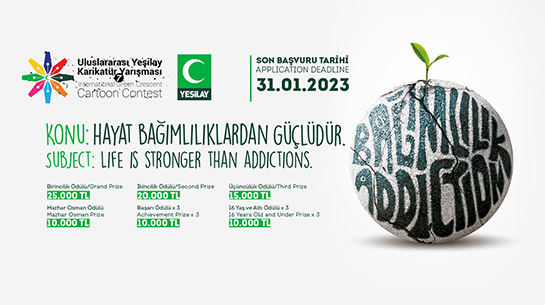 Uluslararası Yeşilay
Karikatür Yarışması
7
International Green Crescent
Cartoon Contest
YEŞİLAY
SON BAŞVURU TARİHİ
APPLICATION DEADLINE
31.01.2023
KONU: HAYAT BAĞIMLILIKLARDAN GÜÇLÜDÜR.
SUBJECT: LIFE IS STRONGER THAN ADDICTIONS.
Birincilik Ödülü/Grand Prize
25.000 TL
İkincilik Ödülü/Second Prize
20.000 TL
Üçüncülük Ödülü/Third Prize
15.000 TL
Mazhar Osman Ödülü
Mazhar Osman Prize
10.000 TL
Başarı Ödülü x 3
Achievement Prize x 3
10.000 TL
16 Yaş ve Altı Ödülü x 3
16 Years Old and Under Prize x 3
10.000 TL
BAĞIMLILIK
ADDICTION